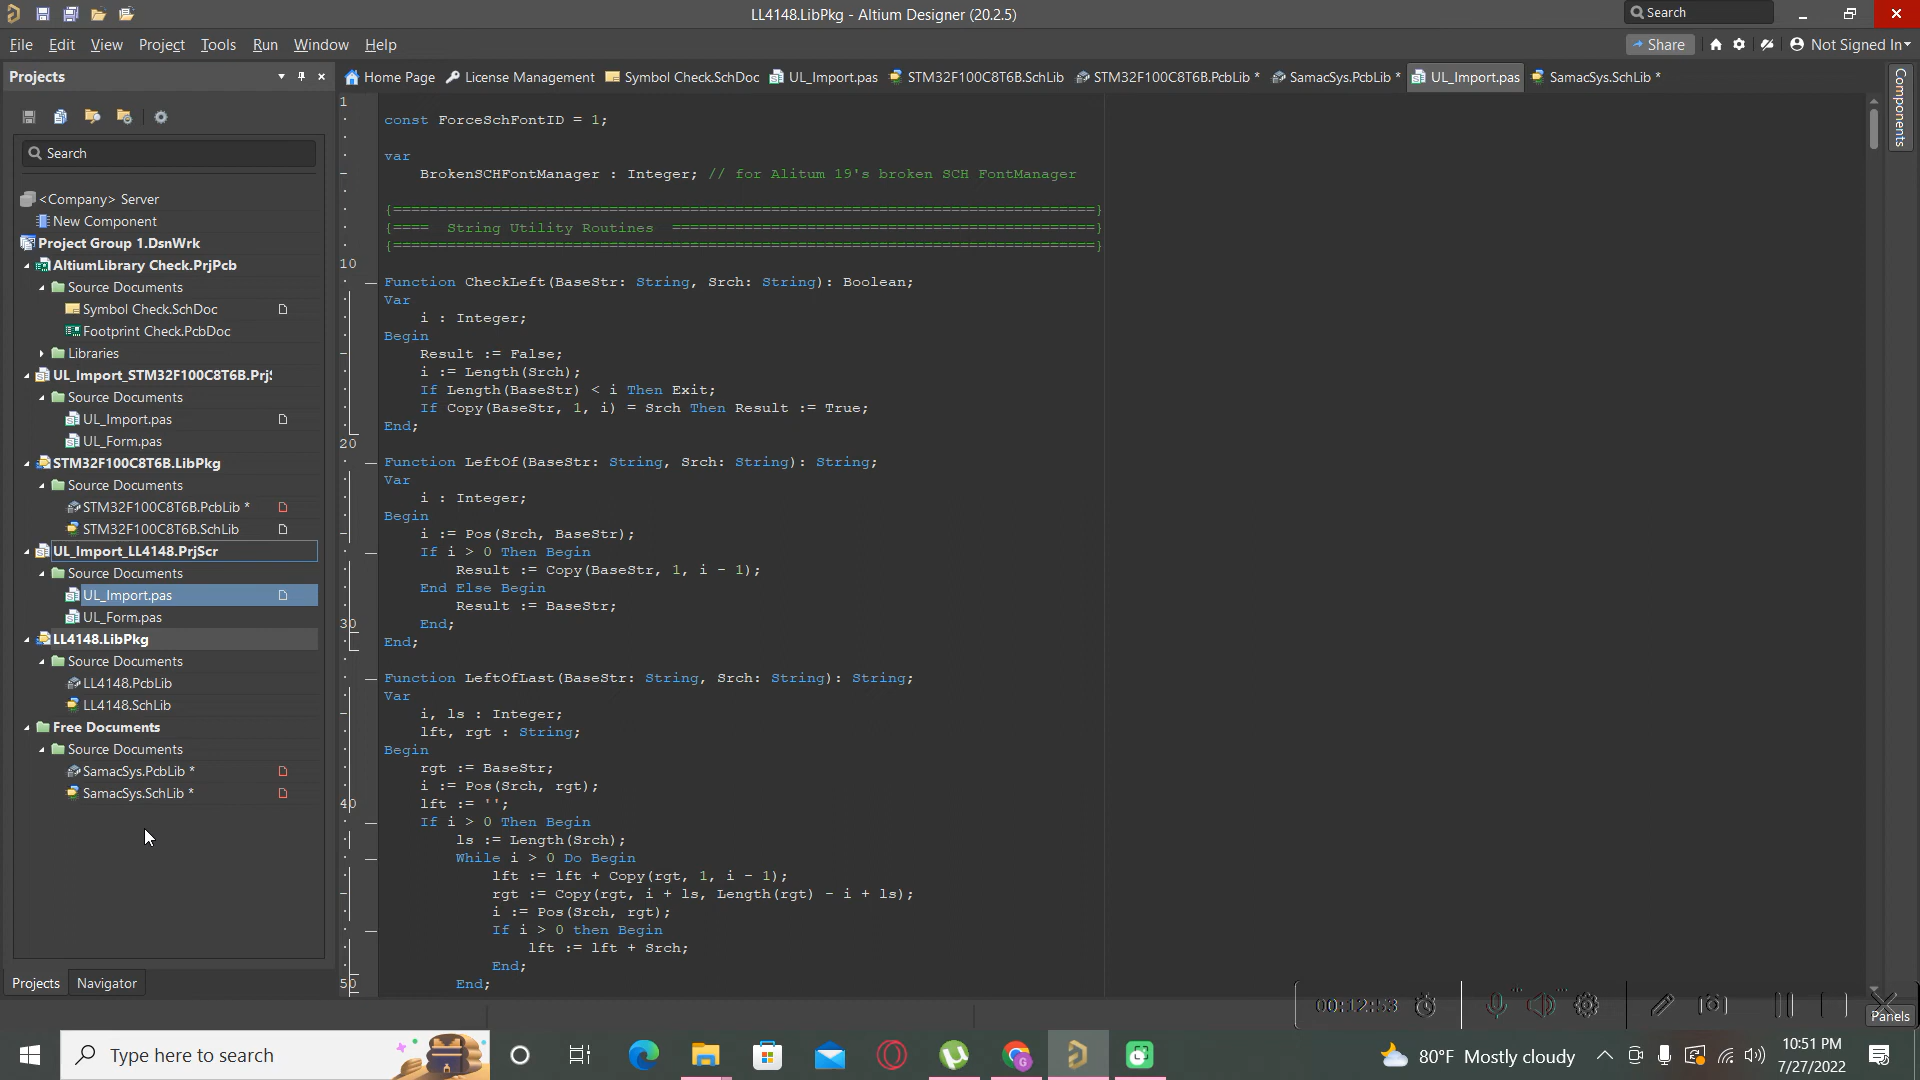 LL4148.LibPkg - Altium Designer (20.2.5)
Search
File Edit View Project Tools Run Window Help
Share
Not Signed In
Projects
Home Page License Management Symbol Check.SchDoc UL_Import.pas STM32F100C8T6B.SchLib STM32F100C8T6B.PcbLib * SamacSys.PcbLib * UL_Import.pas SamacSys.SchLib *
Components
Search
<Company> Server
New Component
Project Group 1.DsnWrk
AltiumLibrary Check.PrjPcb
Source Documents
Symbol Check.SchDoc
Footprint Check.PcbDoc
Libraries
UL_Import_STM32F100C8T6B.PrjS
Source Documents
UL_Import.pas
UL_Form.pas
STM32F100C8T6B.LibPkg
Source Documents
STM32F100C8T6B.PcbLib *
STM32F100C8T6B.SchLib
UL_Import_LL4148.PrjScr
Source Documents
UL_Import.pas
UL_Form.pas
LL4148.LibPkg
Source Documents
LL4148.PcbLib
LL4148.SchLib
Free Documents
Source Documents
SamacSys.PcbLib *
SamacSys.SchLib *
Projects Navigator
1
const ForceSchFontID = 1;
var
BrokenSCHFontManager : Integer; // for Alitum 19's broken SCH FontManager
{==============================================================================}
{==== String Utility Routines ===============================================}
{==============================================================================}
10
Function CheckLeft(BaseStr: String, Srch: String): Boolean;
Var
i : Integer;
Begin
Result := False;
i := Length(Srch);
If Length(BaseStr) < i Then Exit;
If Copy(BaseStr, 1, i) = Srch Then Result := True;
End;
20
Function LeftOf(BaseStr: String, Srch: String): String;
Var
i : Integer;
Begin
i := Pos(Srch, BaseStr);
If i > 0 Then Begin
Result := Copy(BaseStr, 1, i - 1);
End Else Begin
Result := BaseStr;
30 End;
End;
Function LeftOfLast(BaseStr: String, Srch: String): String;
Var
i, ls : Integer;
lft, rgt : String;
Begin
rgt := BaseStr;
i := Pos(Srch, rgt);
40 lft := '';
If i > 0 Then Begin
ls := Length(Srch);
While i > 0 Do Begin
lft := lft + Copy(rgt, 1, i - 1);
rgt := Copy(rgt, i + ls, Length(rgt) - i + ls);
i := Pos(Srch, rgt);
If i > 0 then Begin
lft := lft + Srch;
End;
50 End;
00:12:53
Panels
Type here to search
80°F Mostly cloudy
10:51 PM
7/27/2022